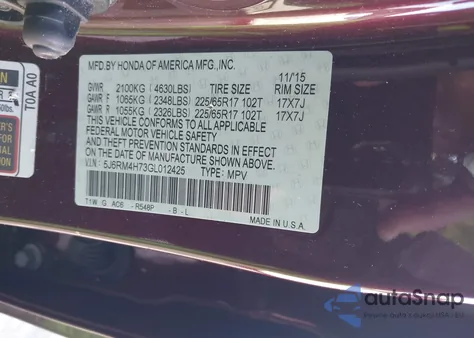 MFD.BY HONDA OF AMERICA MFG.,INC. 11/15
GVWR 2100KG (4630LBS) TIRE SIZE RIM SIZE
GAWR F 1065KG (2348LBS) 225/65R17 102T 17X7J
GAWR R 1055KG (2326LBS) 225/65R17 102T 17X7J
THIS VEHICLE CONFORMS TO ALL APPLICABLE
FEDERAL MOTOR VEHICLE SAFETY
AND THEFT PREVENTION STANDARDS IN EFFECT
ON THE DATE OF MANUFACTURE SHOWN ABOVE.
V.I.N: 5J6RM4H73GL012425 TYPE: MPV
T1W G AC6 - R548P - B - L
MADE IN U.S.A.
T0A A0
autoSnap